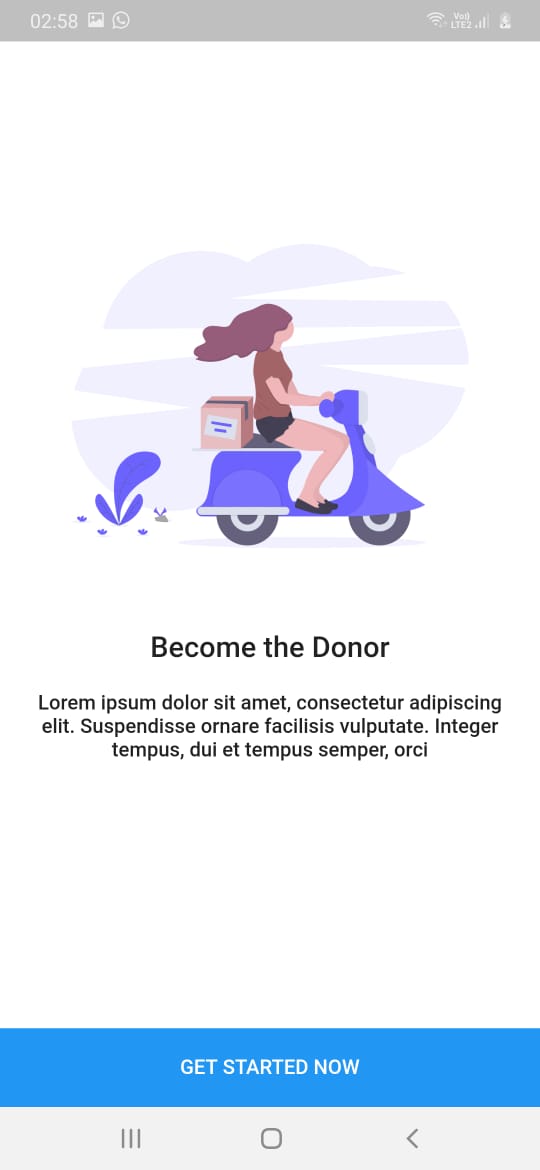 02:58
Vo))
LTE2
Become the Donor
Lorem ipsum dolor sit amet, consectetur adipiscing
elit. Suspendisse ornare facilisis vulputate. Integer
tempus, dui et tempus semper, orci
GET STARTED NOW